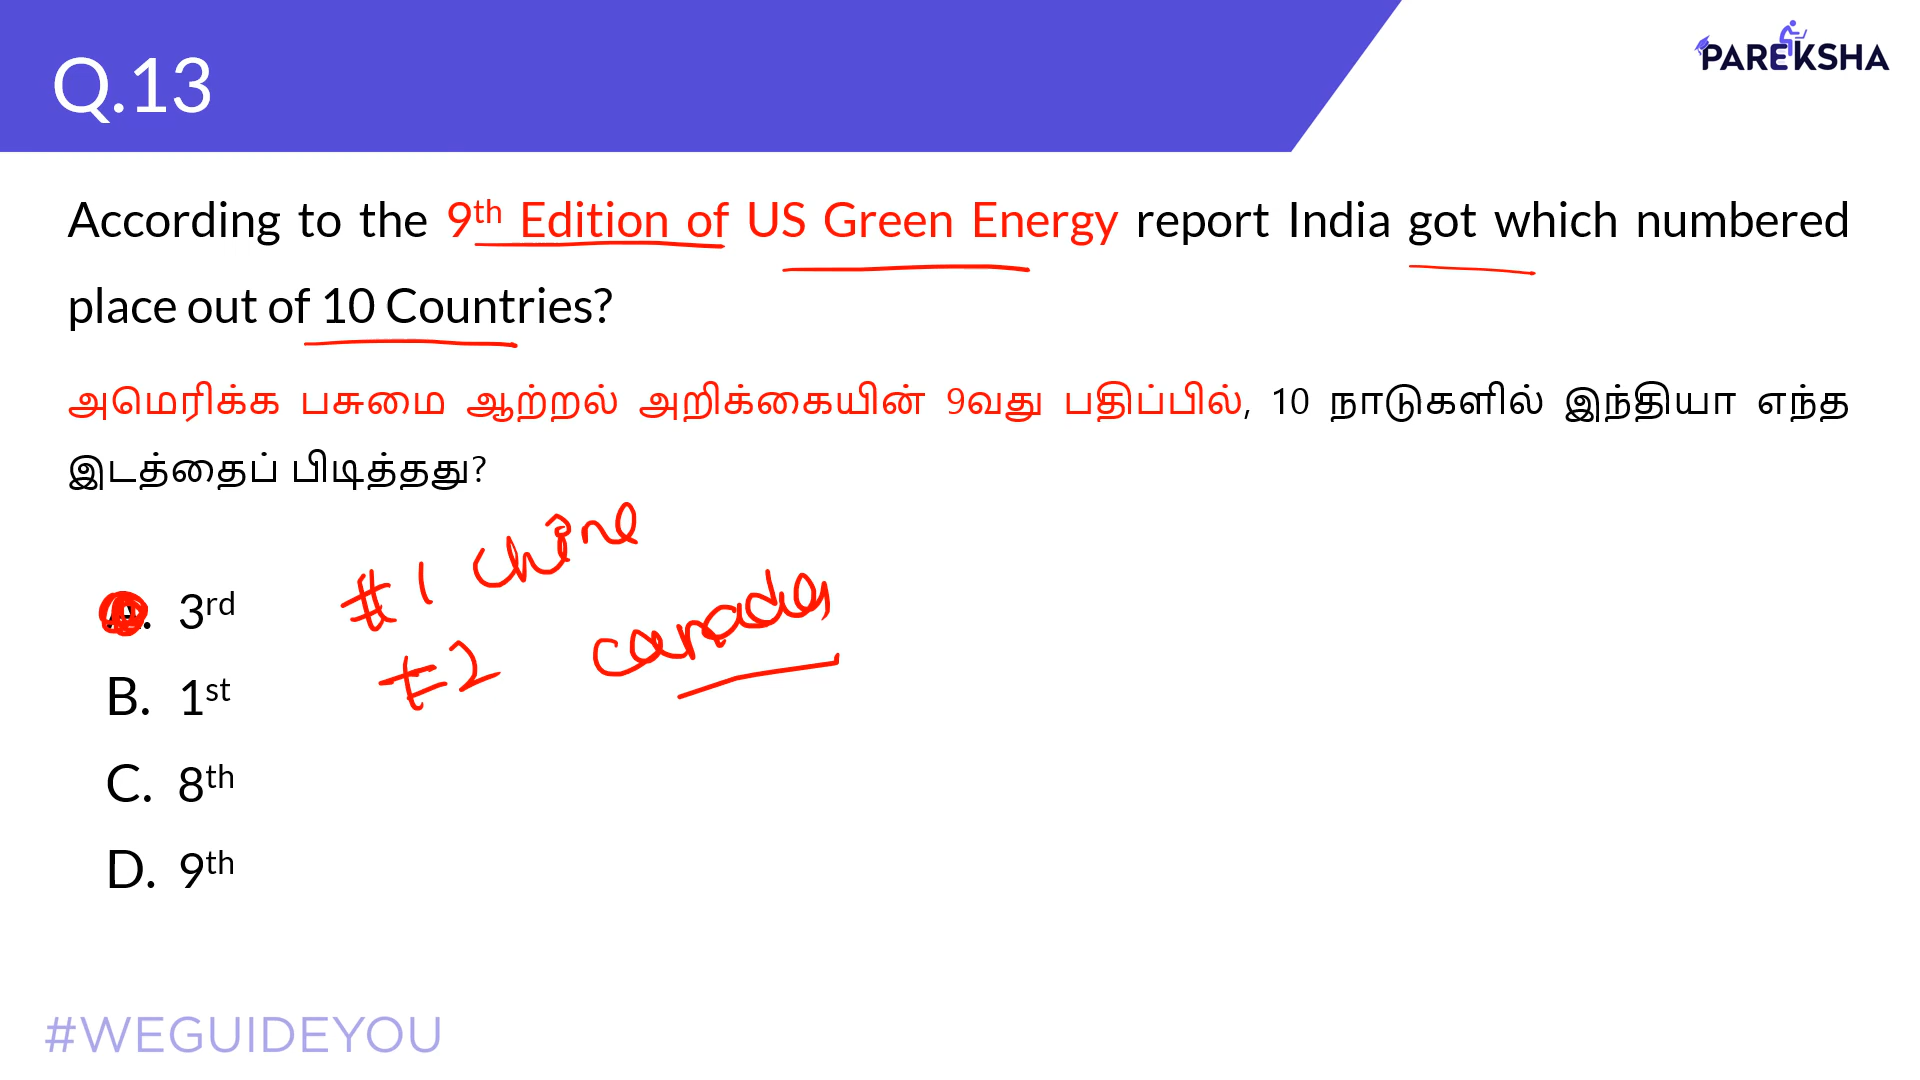 Q.13
PAREKSHA
According to the 9th Edition of US Green Energy report India got which numbered
place out of 10 Countries?
அமெரிக்க பசுமை ஆற்றல் அறிக்கையின் 9வது பதிப்பில், 10 நாடுகளில் இந்தியா எந்த
இடத்தைப் பிடித்தது?
#1 china
#2 canada
A. 3rd
B. 1st
C. 8th
D. 9th
#WEGUIDEYOU